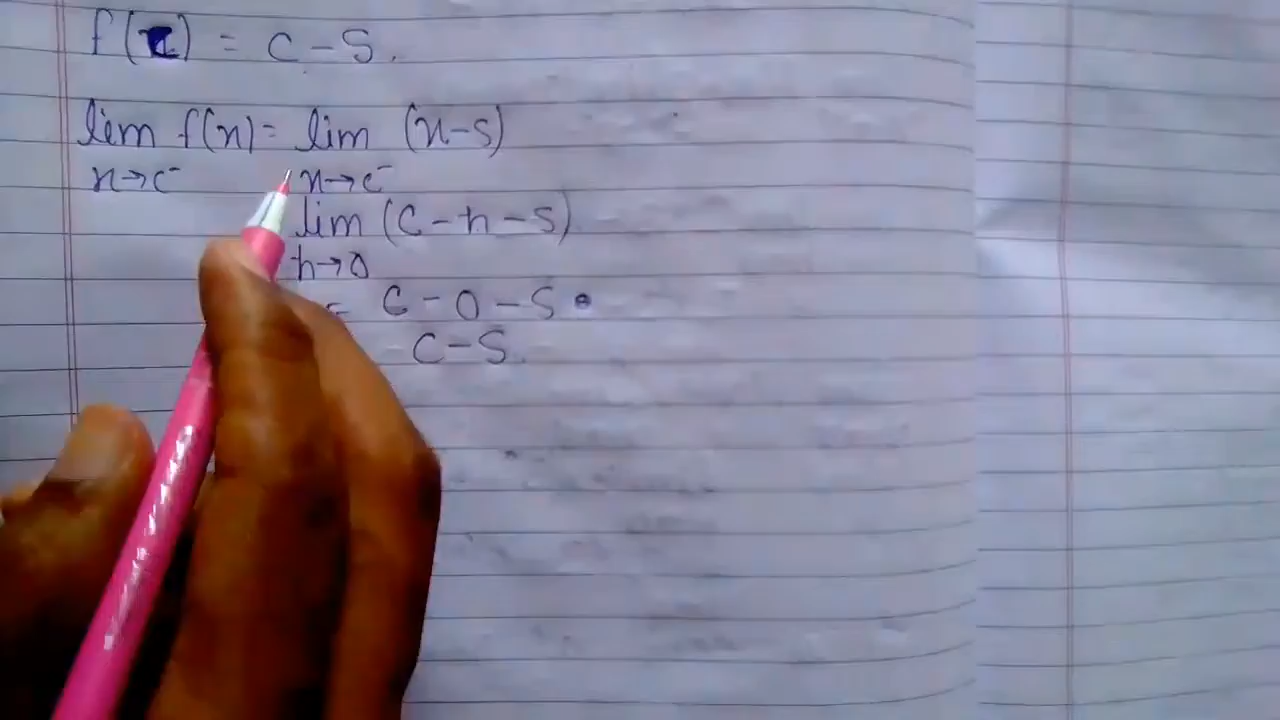 f(c) = c - 5.
lim f(x) = lim (x-5)
x→c⁻ x→c⁻
lim (c - h - 5)
h→0
= c - 0 - 5
c - 5.